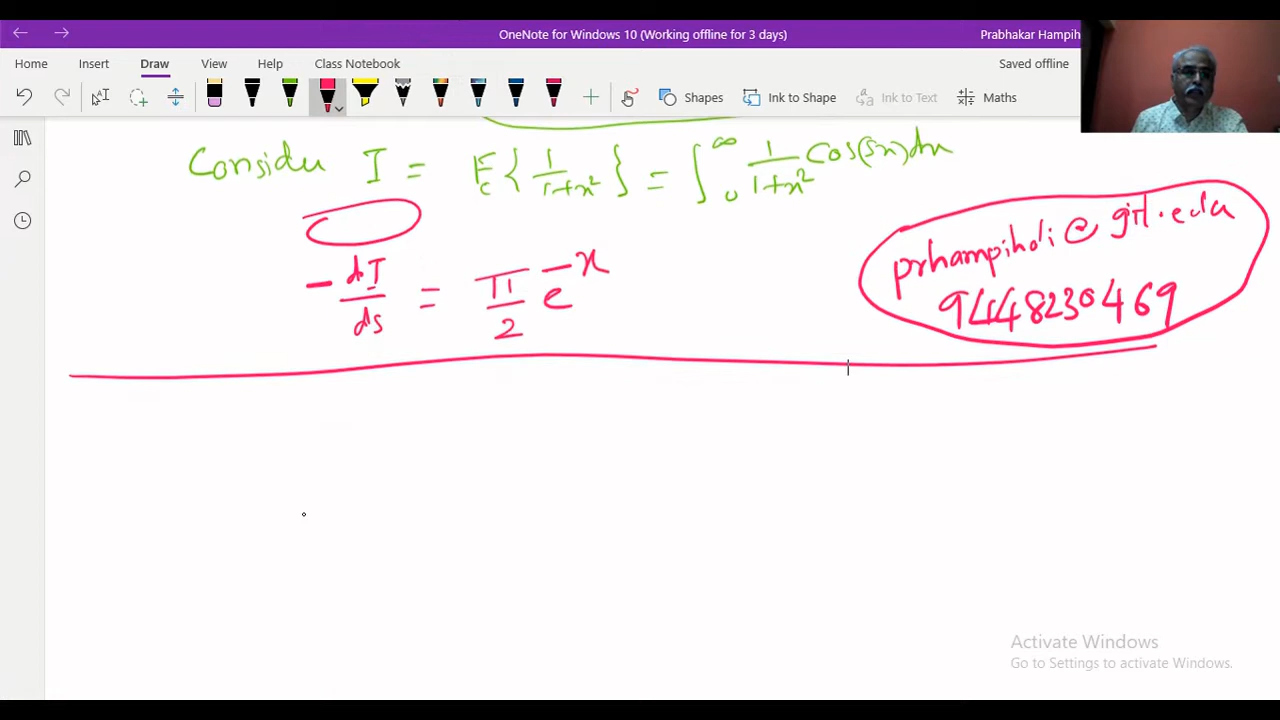 OneNote for Windows 10 (Working offline for 3 days)
Prabhakar Hampih
Home Insert Draw View Help Class Notebook
Saved offline
Shapes Ink to Shape Ink to Text Maths
Consider I = Fc{1/(1+x²)} = ∫₀^∞ 1/(1+x²) Cos(sx)dx
prhampiholi@git.edu
-dI/ds = π/2 e^-x
9448230469
Activate Windows
Go to Settings to activate Windows.